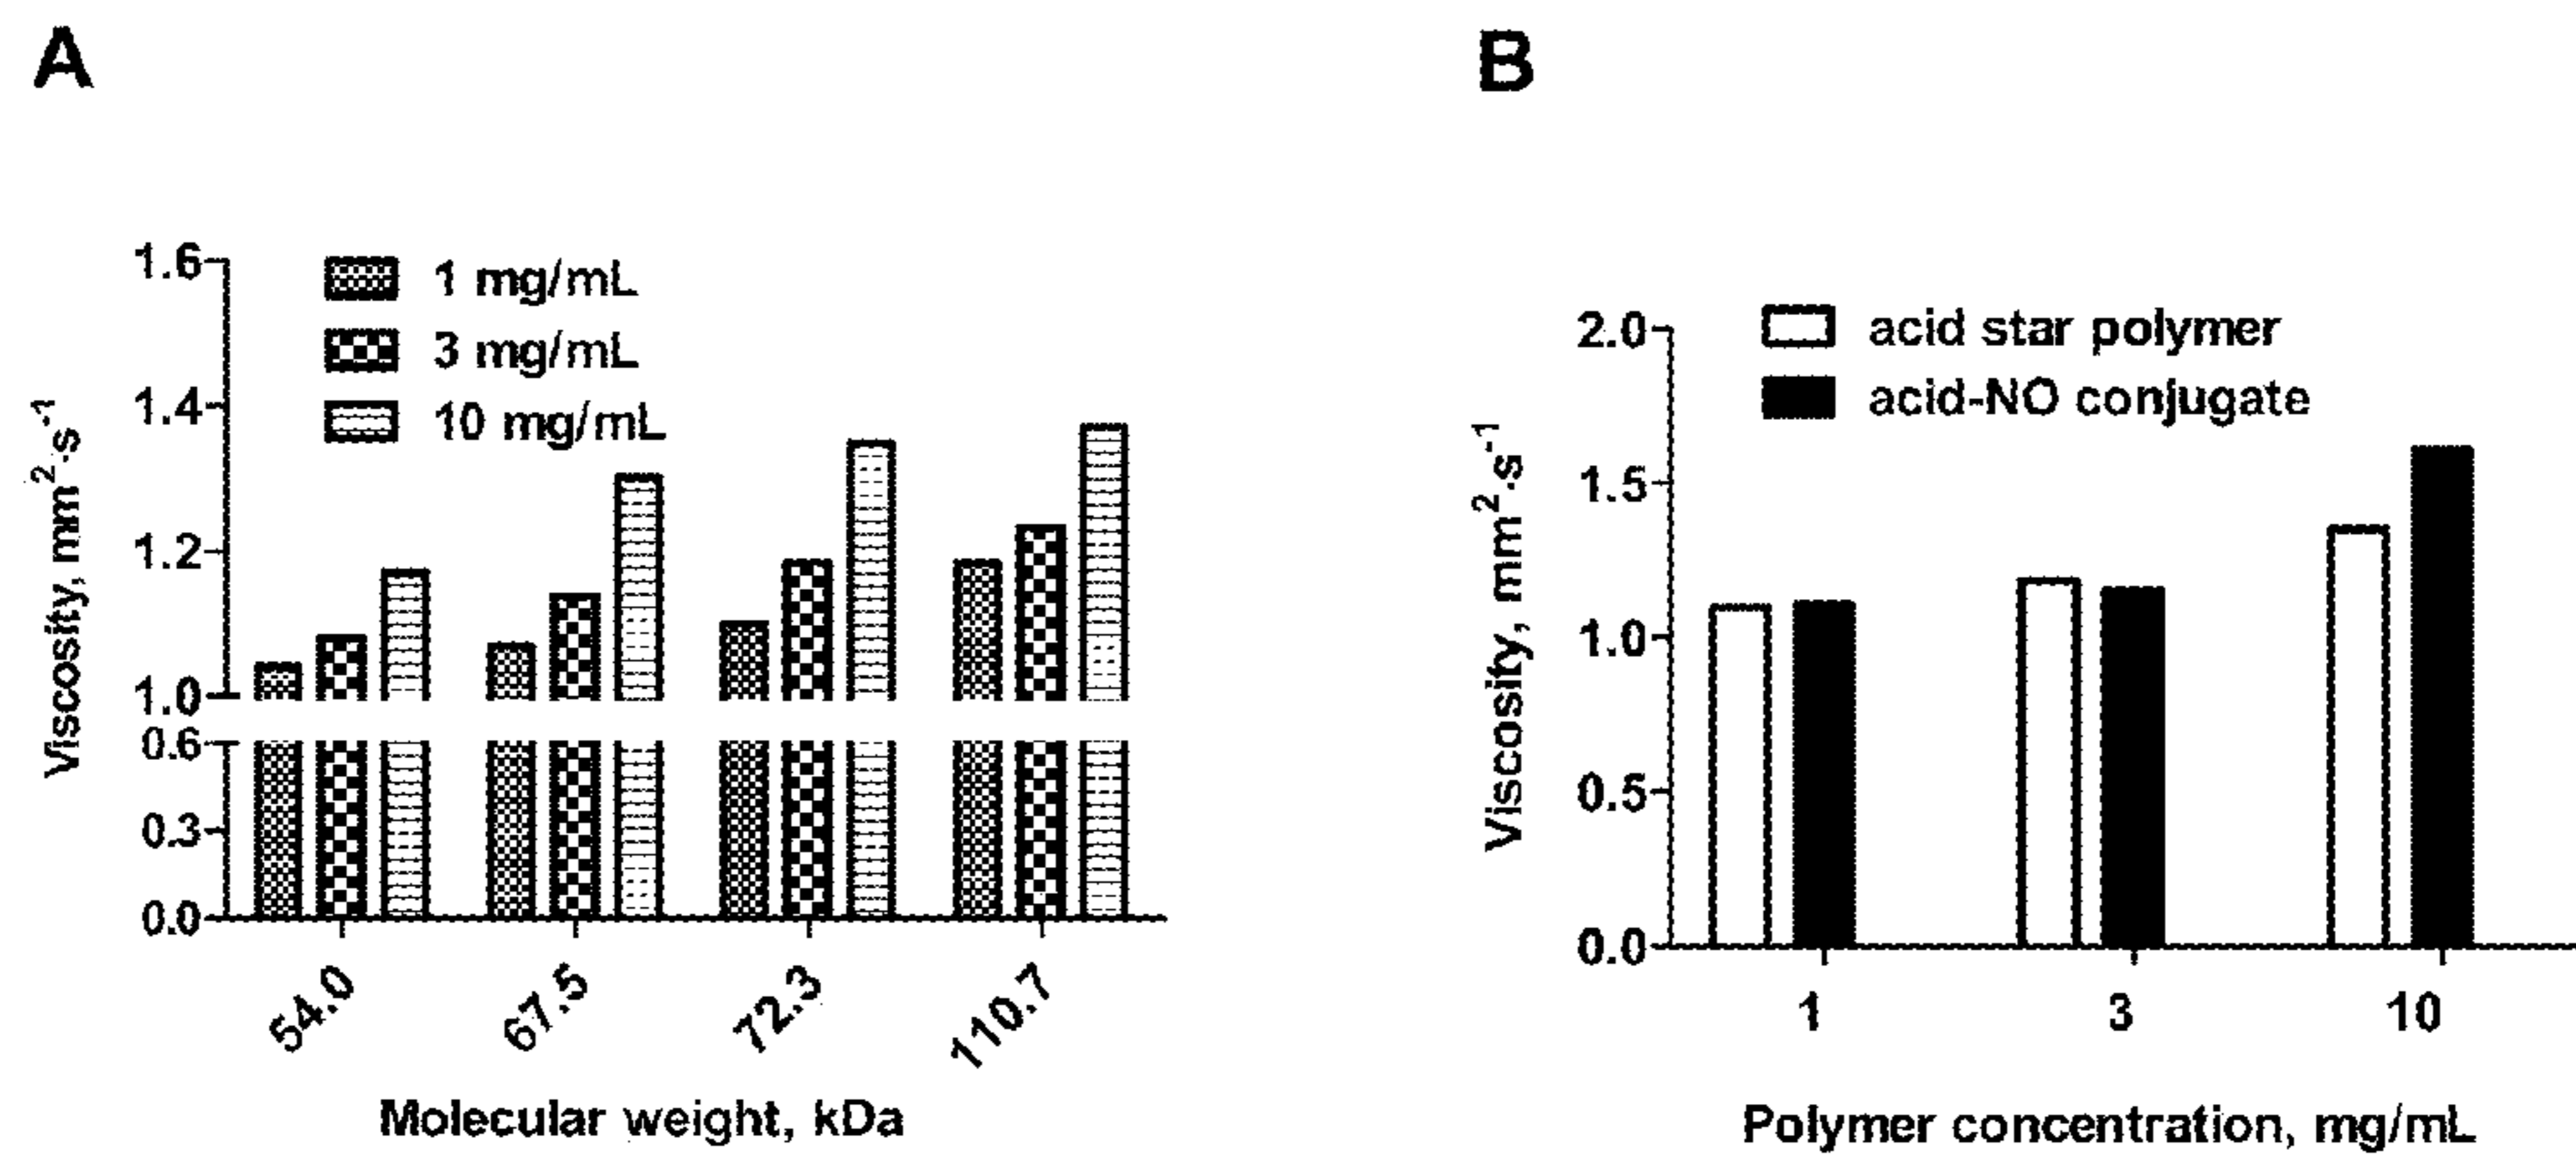 A
1.6
1.4
1.2
1.0
0.6
0.3
0.0
Viscosity, mm²·s⁻¹
1 mg/mL
3 mg/mL
10 mg/mL
54.0
67.5
72.3
110.7
Molecular weight, kDa
B
2.0
1.5
1.0
0.5
0.0
Viscosity, mm²·s⁻¹
acid star polymer
acid-NO conjugate
1
3
10
Polymer concentration, mg/mL